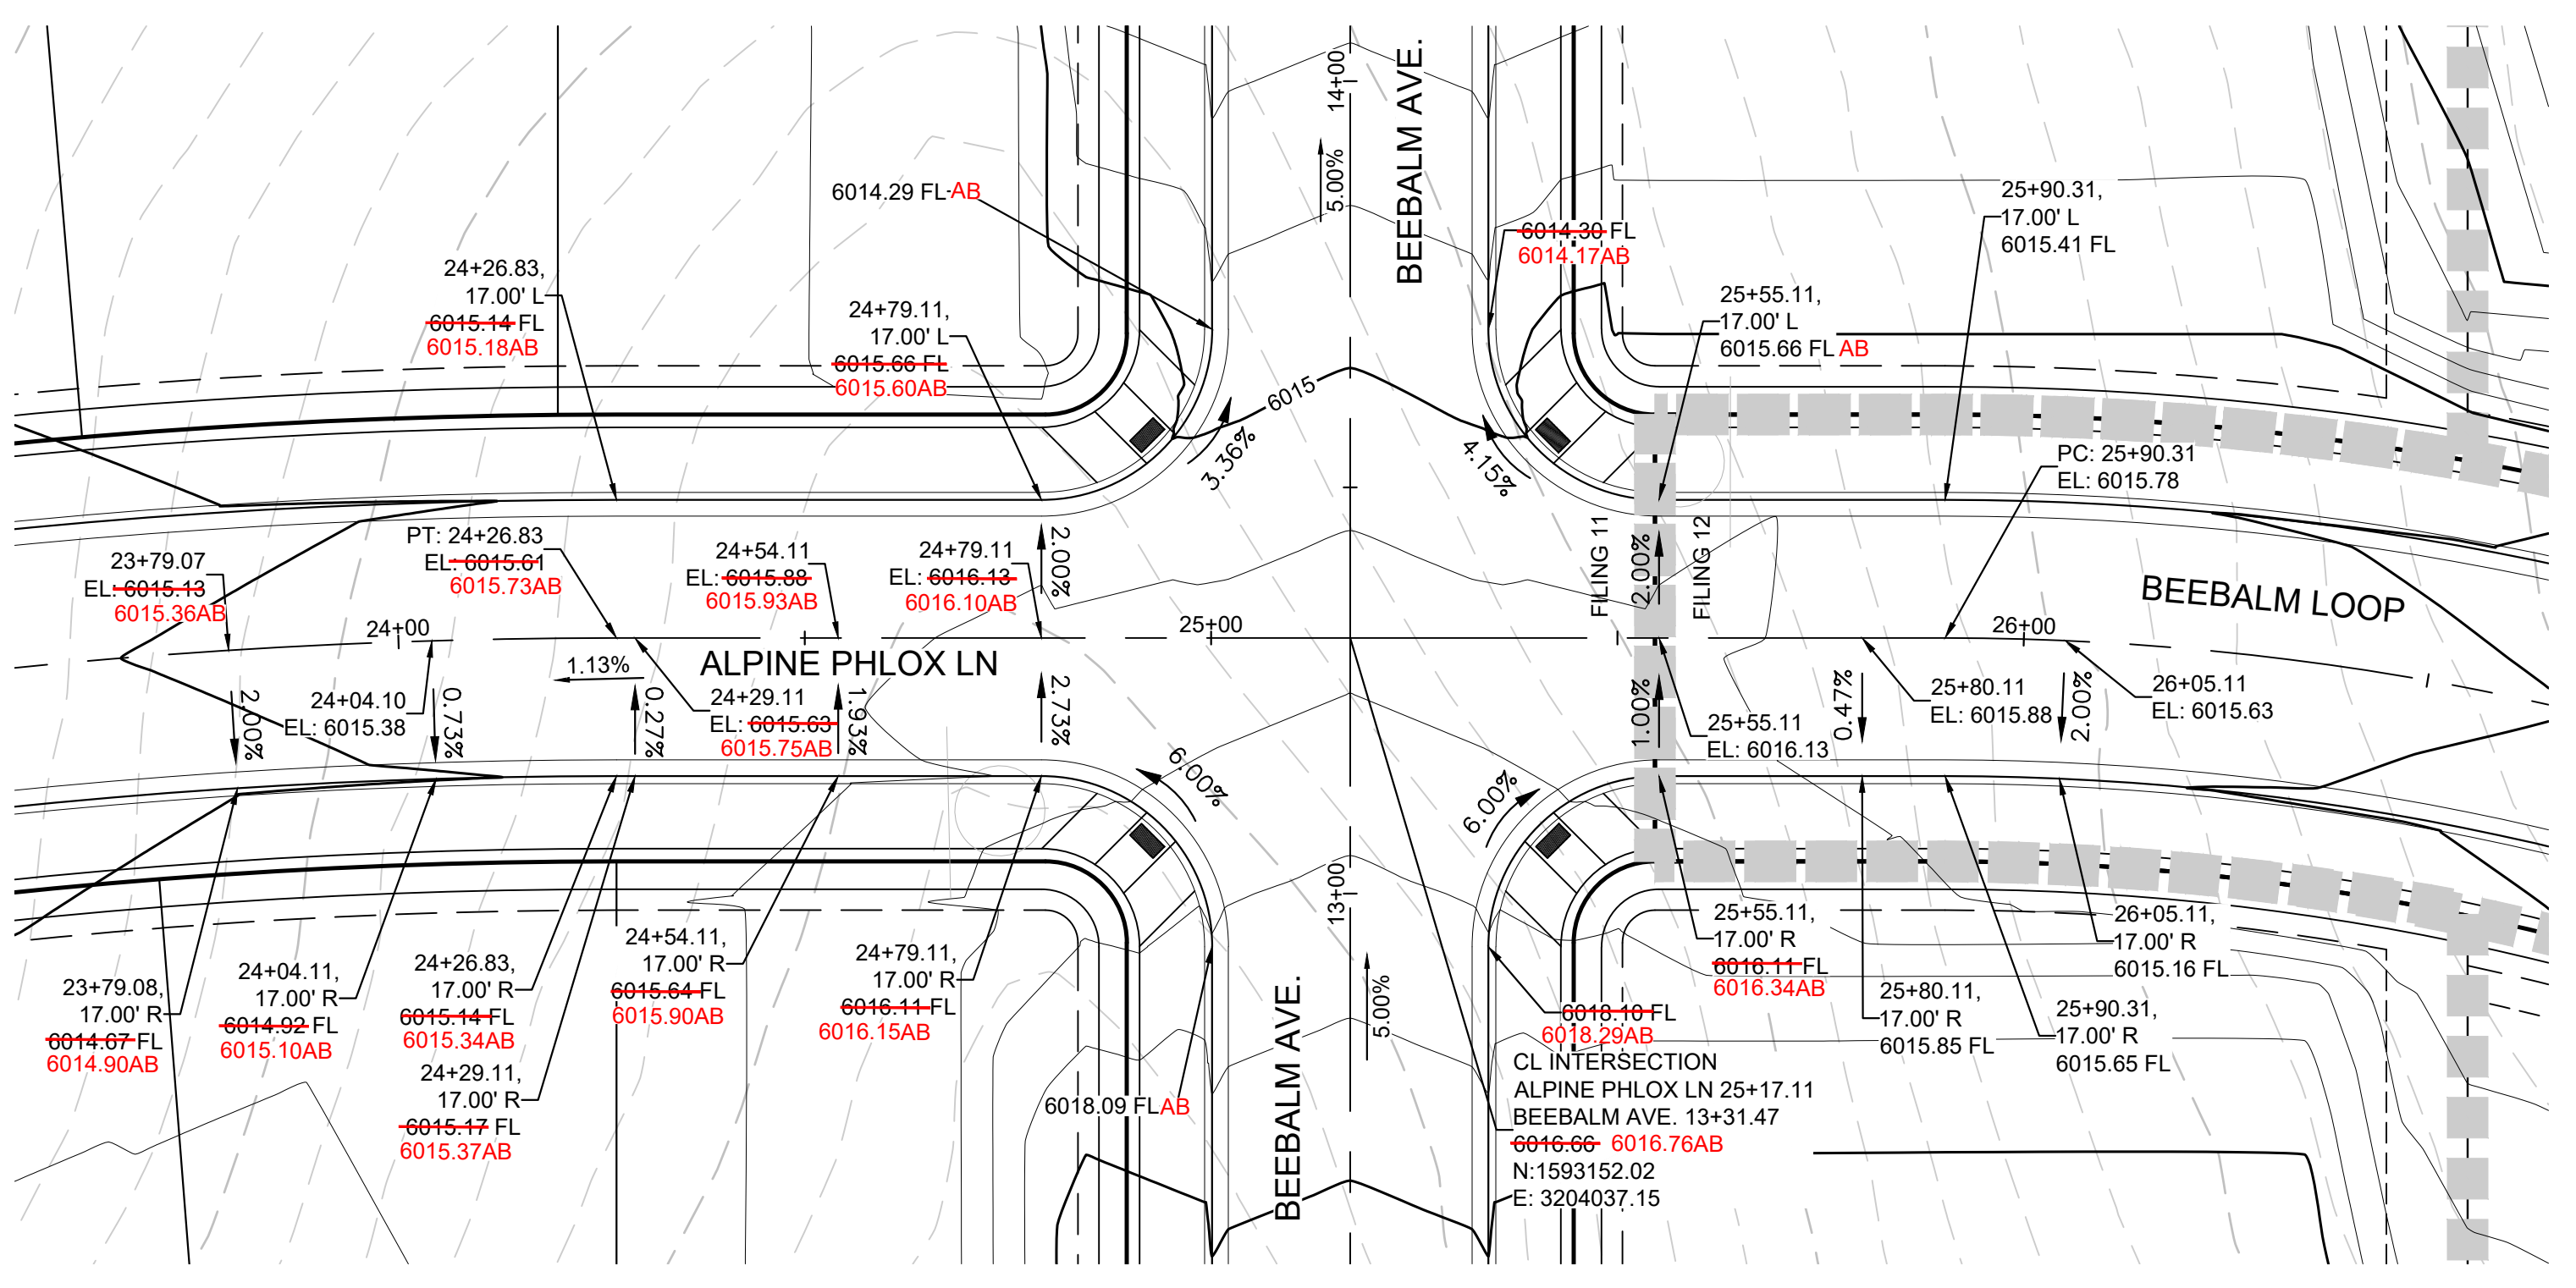 14+00
BEEBALM AVE.
5.00%
6014.29 FL AB
6014.30 FL
6014.17AB
25+90.31,
17.00' L
6015.41 FL
24+26.83,
17.00' L
6015.14 FL
6015.18AB
24+79.11,
17.00' L
6015.66 FL
6015.60AB
25+55.11,
17.00' L
6015.66 FL AB
6015
3.36%
4.15%
PC: 25+90.31
EL: 6015.78
23+79.07
EL: 6015.13
6015.36AB
PT: 24+26.83
EL: 6015.61
6015.73AB
24+54.11
EL: 6015.88
6015.93AB
24+79.11
EL: 6016.13
6016.10AB
2.00%
FILING 11
2.00%
FILING 12
BEEBALM LOOP
24+00
25+00
26+00
ALPINE PHLOX LN
1.13%
2.00%
24+04.10
EL: 6015.38
0.73%
0.27%
24+29.11
EL: 6015.63
6015.75AB
1.93%
2.73%
1.00%
25+55.11
EL: 6016.13
0.47%
25+80.11
EL: 6015.88
2.00%
26+05.11
EL: 6015.63
6.00%
6.00%
13+00
23+79.08,
17.00' R
6014.67 FL
6014.90AB
24+04.11,
17.00' R
6014.92 FL
6015.10AB
24+26.83,
17.00' R
6015.14 FL
6015.34AB
24+29.11,
17.00' R
6015.17 FL
6015.37AB
24+54.11,
17.00' R
6015.64 FL
6015.90AB
24+79.11,
17.00' R
6016.11 FL
6016.15AB
5.00%
BEEBALM AVE.
6018.09 FL AB
25+55.11,
17.00' R
6016.11 FL
6016.34AB
26+05.11,
17.00' R
6015.16 FL
25+80.11,
17.00' R
6015.85 FL
25+90.31,
17.00' R
6015.65 FL
6018.10 FL
6018.29AB
CL INTERSECTION
ALPINE PHLOX LN 25+17.11
BEEBALM AVE. 13+31.47
6016.66 6016.76AB
N:1593152.02
E: 3204037.15